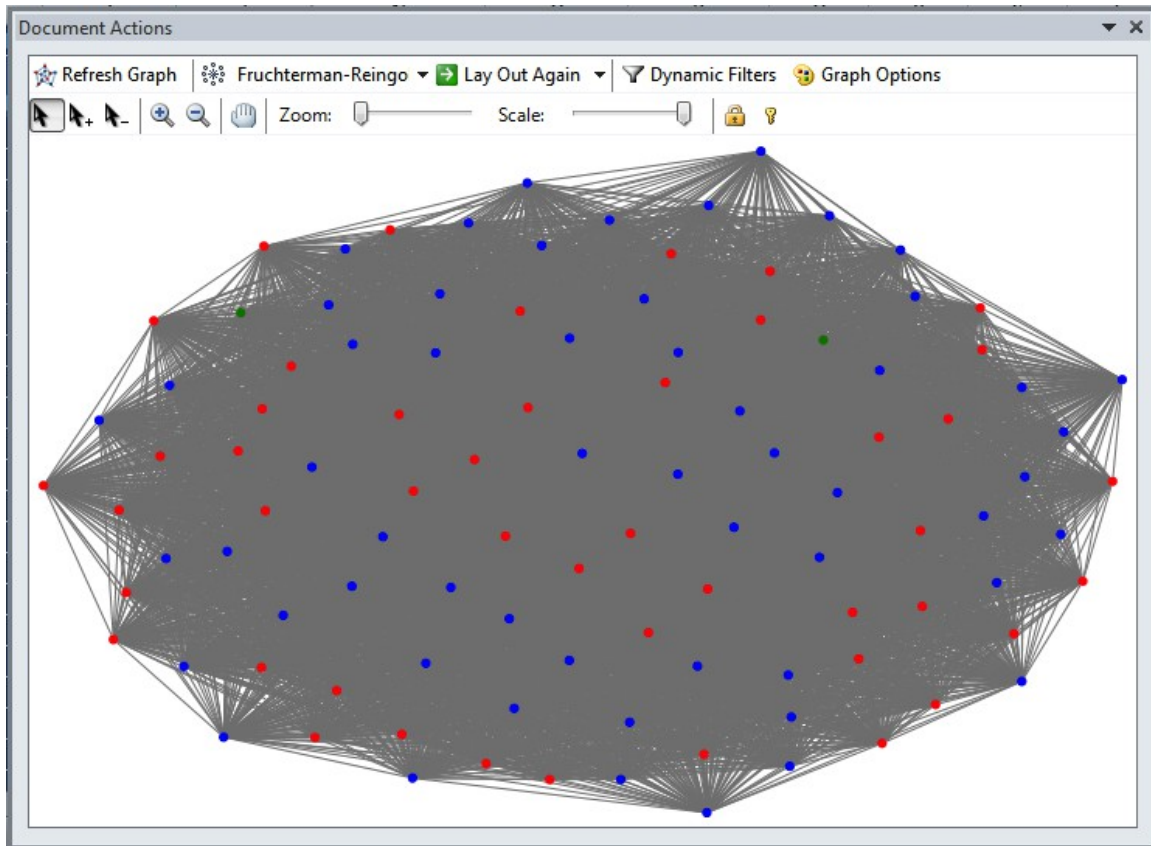 Document Actions
Refresh Graph Fruchterman-Reingo Lay Out Again Dynamic Filters Graph Options
Zoom: Scale: